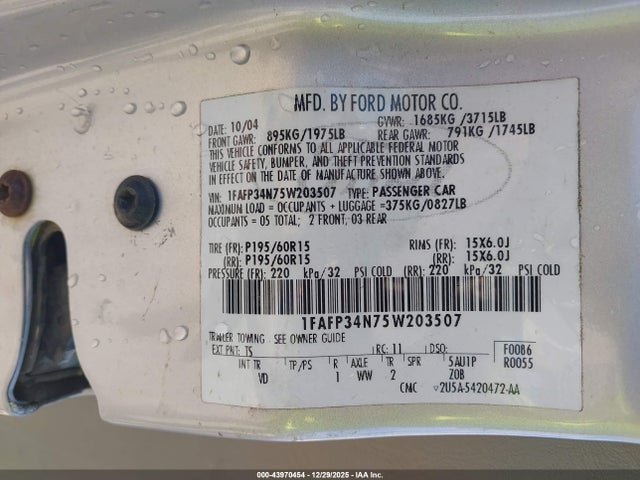 MFD. BY FORD MOTOR CO.
DATE: 10/04 GVWR: 1685KG /3715LB
FRONT GAWR: 895KG/1975LB REAR GAWR: 791KG /1745LB
THIS VEHICLE CONFORMS TO ALL APPLICABLE FEDERAL MOTOR
VEHICLE SAFETY, BUMPER, AND THEFT PREVENTION STANDARDS
IN EFFECT ON THE DATE OF MANUFACTURE SHOWN ABOVE.
VIN: 1FAFP34N75W203507 TYPE: PASSENGER CAR
MAXIMUM LOAD = OCCUPANTS + LUGGAGE =375KG/0827LB
OCCUPANTS = 05 TOTAL; 2 FRONT, 03 REAR
TIRE (FR): P195/60R15 RIMS (FR): 15X6.0J
(RR): P195/60R15 (RR): 15X6.0J
PRESSURE (FR): 220 kPa/32 PSI COLD (RR): 220 kPa/32 PSI COLD
1FAFP34N75W203507
TRAILER TOWING - SEE OWNER GUIDE
EXT PNT: TS RC: 11 DSO: F0086
INT TR TP/PS R AXLE TR SPR 5AU1P R0055
VD 1 WW 2 Z0B
CMC 2U5A-5420472-AA
000-43970454 - 12/29/2025 - IAA Inc.